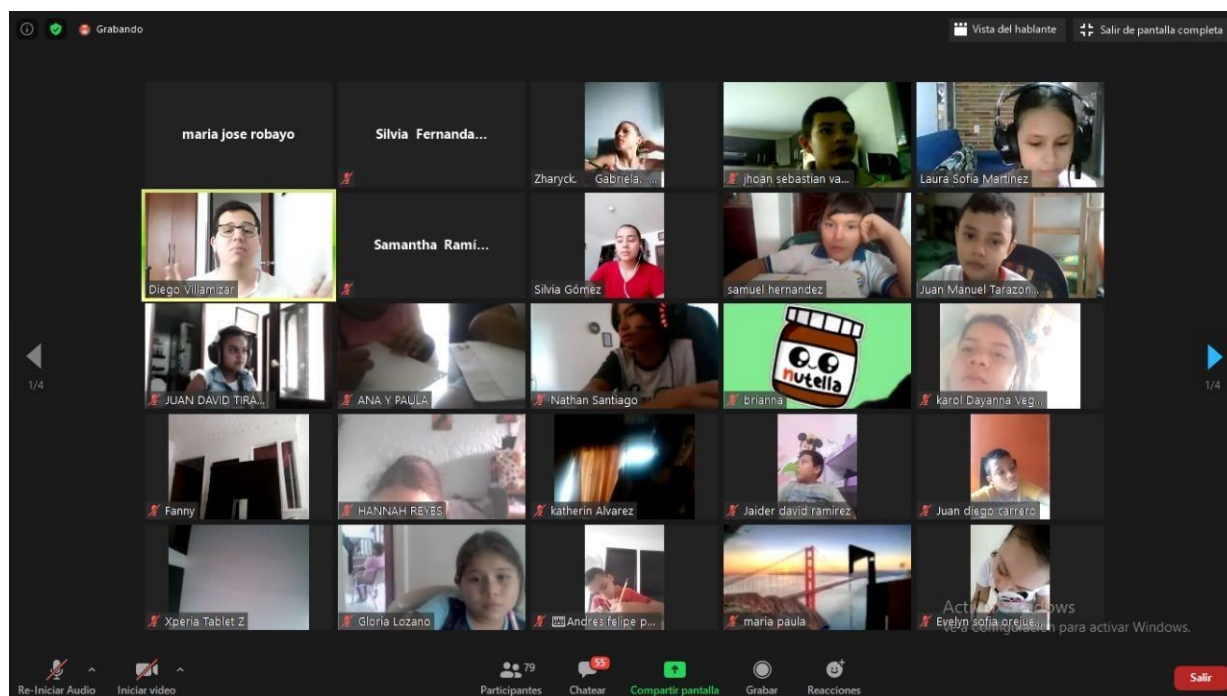 Grabando
Vista del hablante
Salir de pantalla completa
maria jose robayo
Silvia Fernanda...
Zharyck. Gabriela. ...
jhoan sebastian va...
Laura Sofia Martinez
Diego Villamizar
Samantha Ramí...
Silvia Gómez
samuel hernandez
Juan Manuel Tarazon...
JUAN DAVID TIRA...
ANA Y PAULA
Nathan Santiago
nutella
brianna
karol Dayanna Veg...
1/4
1/4
Fanny
HANNAH REYES
katherin Alvarez
Jaider david ramirez
Juan diego carrero
Xperia Tablet Z
Gloria Lozano
Andres felipe p...
maria paula
Evelyn sofia orejue...
Ve a Configuración para activar Windows.
Re-Iniciar Audio
Iniciar video
79
Participantes
55
Chatear
Compartir pantalla
Grabar
Reacciones
Salir